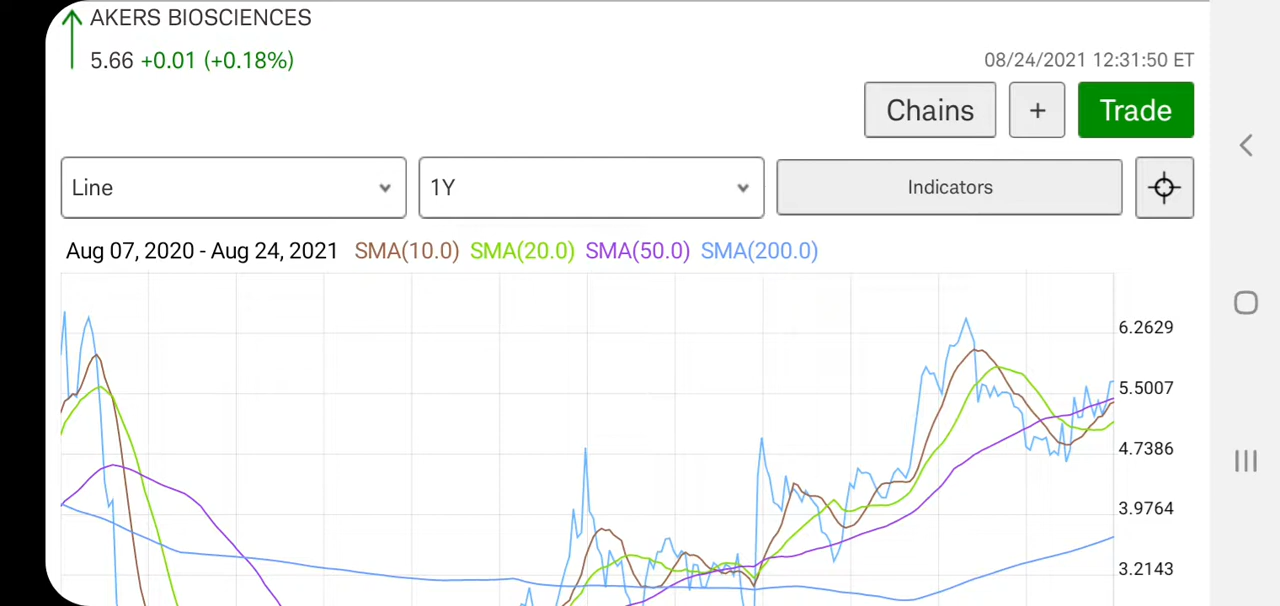 AKERS BIOSCIENCES
5.66 +0.01 (+0.18%)
08/24/2021 12:31:50 ET
Chains + Trade
Line 1Y Indicators
Aug 07, 2020 - Aug 24, 2021 SMA(10.0) SMA(20.0) SMA(50.0) SMA(200.0)
6.2629
5.5007
4.7386
3.9764
3.2143